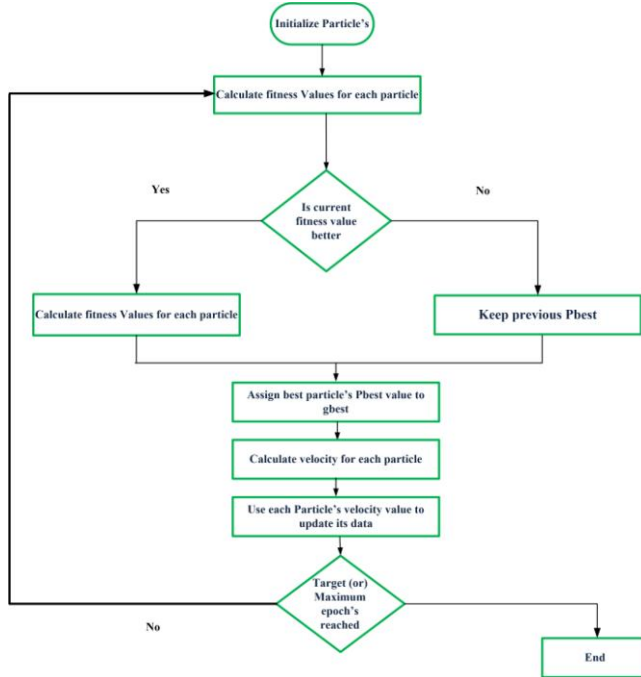 Initialize Particle's
Calculate fitness Values for each particle
Yes
No
Is current
fitness value
better
Calculate fitness Values for each particle
Keep previous Pbest
Assign best particle's Pbest value to
gbest
Calculate velocity for each particle
Use each Particle's velocity value to
update its data
Target (or)
Maximum
epoch's
reached
No
End